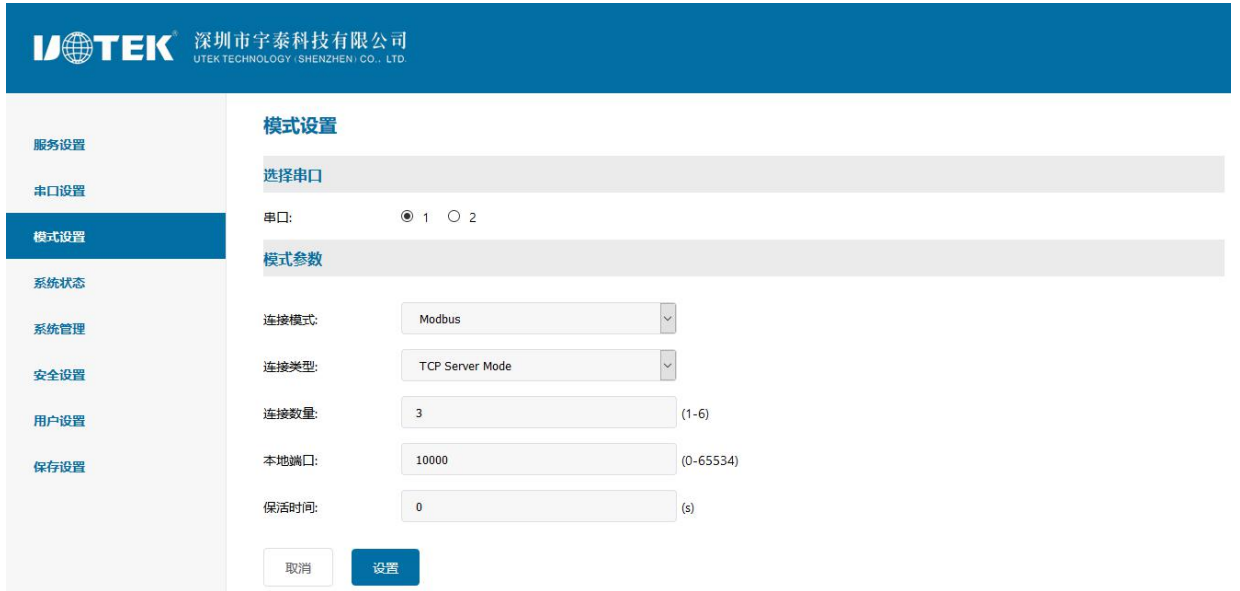 UOTEK® 深圳市宇泰科技有限公司
UTEK TECHNOLOGY (SHENZHEN) CO., LTD.
服务设置
串口设置
模式设置
系统状态
系统管理
安全设置
用户设置
保存设置
模式设置
选择串口
串口: 1 2
模式参数
连接模式: Modbus
连接类型: TCP Server Mode
连接数量: 3 (1-6)
本地端口: 10000 (0-65534)
保活时间: 0 (s)
取消 设置